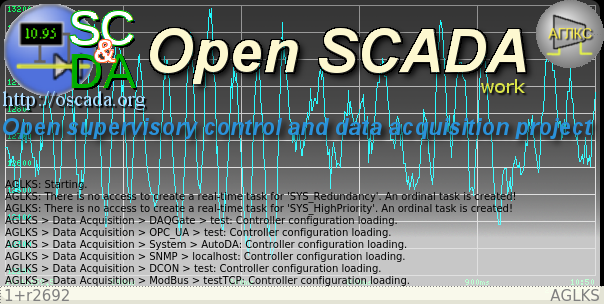 10.95
SC
&
DA
Open SCADA
АГЛКС
work
http://oscada.org
Open supervisory control and data acquisition project
AGLKS: Starting.
AGLKS: There is no access to create a real-time task for 'SYS_Redundancy'. An ordinal task is created!
AGLKS: There is no access to create a real-time task for 'SYS_HighPriority'. An ordinal task is created!
AGLKS > Data Acquisition > DAQGate > test: Controller configuration loading.
AGLKS > Data Acquisition > OPC_UA > test: Controller configuration loading.
AGLKS > Data Acquisition > System > AutoDA: Controller configuration loading.
AGLKS > Data Acquisition > SNMP > localhost: Controller configuration loading.
AGLKS > Data Acquisition > DCON > test: Controller configuration loading.
AGLKS > Data Acquisition > ModBus > testTCP: Controller configuration loading.
900ms
1+r2692
AGLKS